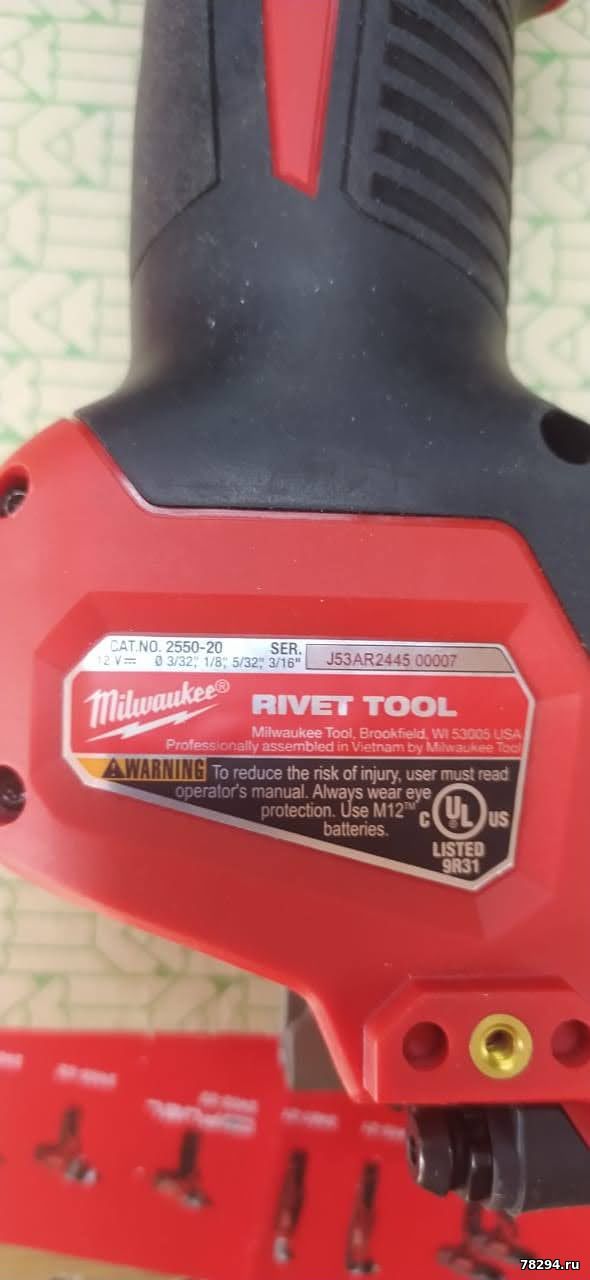 CAT.NO. 2550-20 SER. J53AR2445 00007
12 V⎓ Ø 3/32", 1/8", 5/32", 3/16"
Milwaukee®
RIVET TOOL
Milwaukee Tool, Brookfield, WI 53005 USA
Professionally assembled in Vietnam by Milwaukee Tool
WARNING To reduce the risk of injury, user must read
operator's manual. Always wear eye
protection. Use M12™
batteries.
C UL US
LISTED
9R31
78294.ru